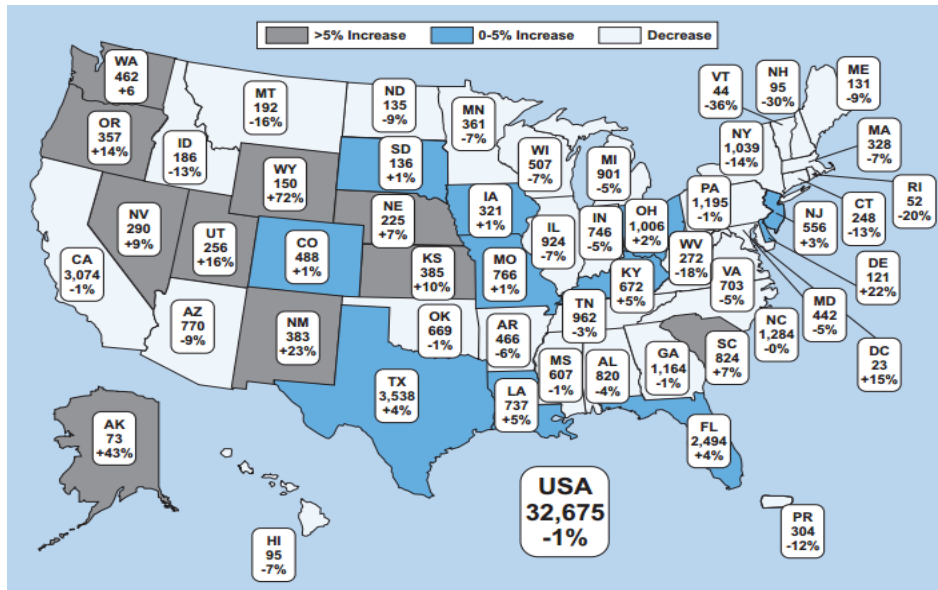 >5% Increase
0-5% Increase
Decrease
WA
462
+6
OR
357
+14%
ID
186
-13%
MT
192
-16%
ND
135
-9%
MN
361
-7%
SD
136
+1%
WY
150
+72%
NE
225
+7%
NV
290
+9%
UT
256
+16%
CO
488
+1%
CA
3,074
-1%
AZ
770
-9%
NM
383
+23%
KS
385
+10%
OK
669
-1%
TX
3,538
+4%
IA
321
+1%
MO
766
+1%
AR
466
-6%
LA
737
+5%
WI
507
-7%
IL
924
-7%
MI
901
-5%
IN
746
-5%
OH
1,006
+2%
KY
672
+5%
TN
962
-3%
MS
607
-1%
AL
820
-4%
GA
1,164
-1%
FL
2,494
+4%
SC
824
+7%
NC
1,284
-0%
VA
703
-5%
WV
272
-18%
PA
1,195
-1%
NY
1,039
-14%
VT
44
-36%
NH
95
-30%
ME
131
-9%
MA
328
-7%
RI
52
-20%
CT
248
-13%
NJ
556
+3%
DE
121
+22%
MD
442
-5%
DC
23
+15%
AK
73
+43%
HI
95
-7%
USA
32,675
-1%
PR
304
-12%